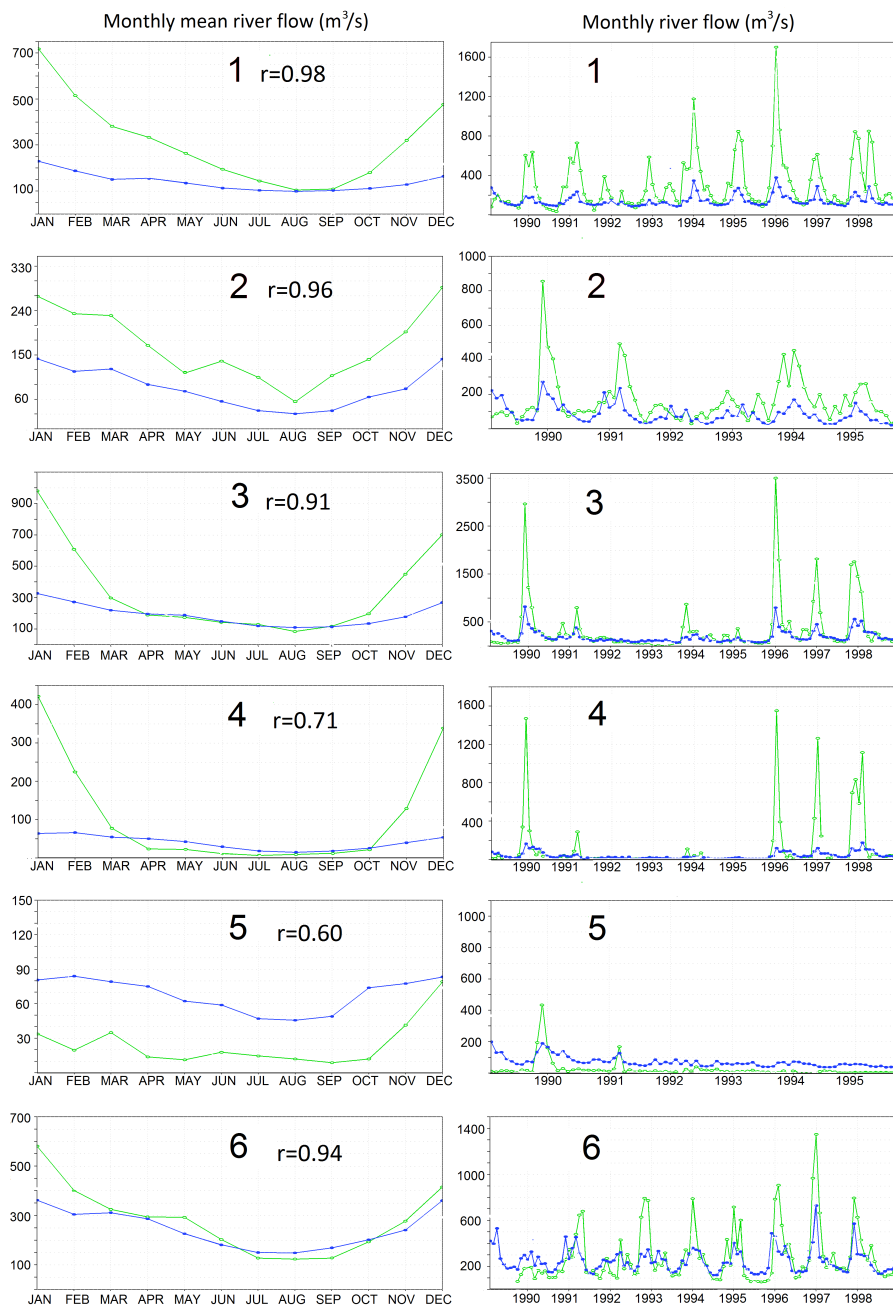 Monthly mean river flow (m³/s)
Monthly river flow (m³/s)
700
500
300
100
1 r=0.98
JAN FEB MAR APR MAY JUN JUL AUG SEP OCT NOV DEC
1600
1200
800
400
1
1990 1991 1992 1993 1994 1995 1996 1997 1998
330
240
150
60
2 r=0.96
JAN FEB MAR APR MAY JUN JUL AUG SEP OCT NOV DEC
1000
800
600
400
200
2
1990 1991 1992 1993 1994 1995
900
700
500
300
100
3 r=0.91
JAN FEB MAR APR MAY JUN JUL AUG SEP OCT NOV DEC
3500
2500
1500
500
3
1990 1991 1992 1993 1994 1995 1996 1997 1998
400
300
200
100
4 r=0.71
JAN FEB MAR APR MAY JUN JUL AUG SEP OCT NOV DEC
1600
1200
800
400
4
1990 1991 1992 1993 1994 1995 1996 1997 1998
150
120
90
60
30
5 r=0.60
JAN FEB MAR APR MAY JUN JUL AUG SEP OCT NOV DEC
1000
800
600
400
200
5
1990 1991 1992 1993 1994 1995
700
500
300
100
6 r=0.94
JAN FEB MAR APR MAY JUN JUL AUG SEP OCT NOV DEC
1400
1000
600
200
6
1990 1991 1992 1993 1994 1995 1996 1997 1998